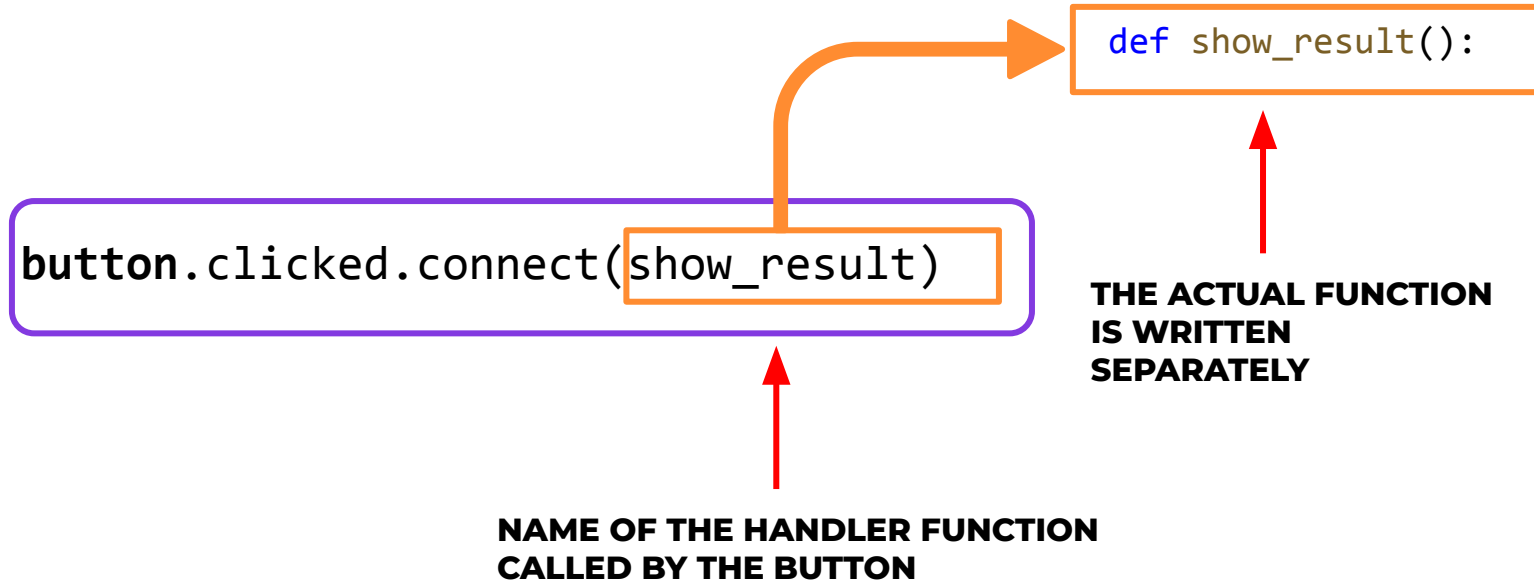 def show_result():
button.clicked.connect(show_result)
THE ACTUAL FUNCTION
IS WRITTEN
SEPARATELY
NAME OF THE HANDLER FUNCTION
CALLED BY THE BUTTON